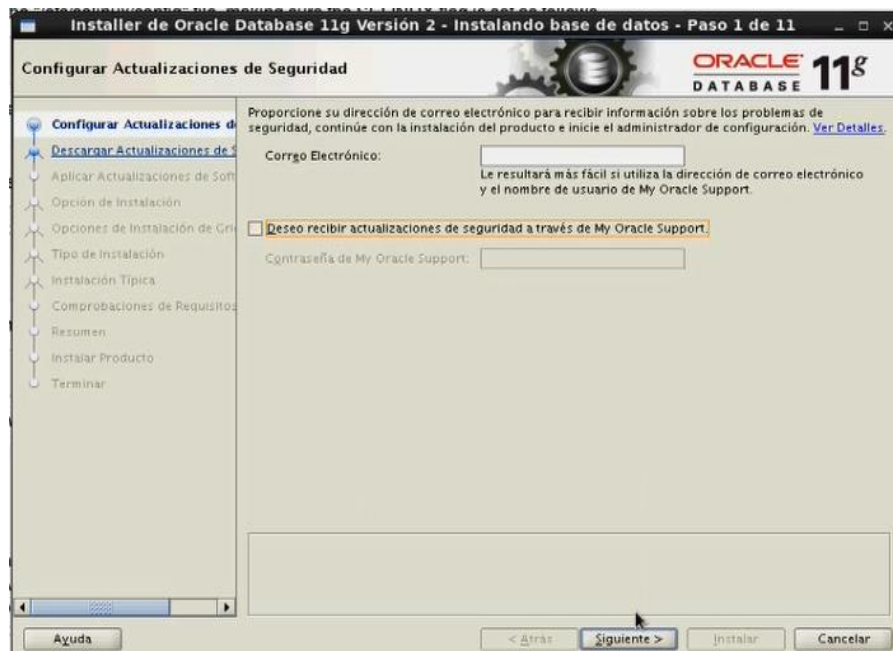 Installer de Oracle Database 11g Versión 2 - Instalando base de datos - Paso 1 de 11
Configurar Actualizaciones de Seguridad
ORACLE
DATABASE
11g
Configurar Actualizaciones d
Descargar Actualizaciones de S
Aplicar Actualizaciones de Soft
Opción de Instalación
Opciones de Instalación de Gri
Tipo de Instalación
Instalación Típica
Comprobaciones de Requisitos
Resumen
Instalar Producto
Terminar
Proporcione su dirección de correo electrónico para recibir información sobre los problemas de
seguridad, continúe con la instalación del producto e inicie el administrador de configuración. Ver Detalles.
Correo Electrónico:
Le resultará más fácil si utiliza la dirección de correo electrónico
y el nombre de usuario de My Oracle Support.
Deseo recibir actualizaciones de seguridad a través de My Oracle Support.
Contraseña de My Oracle Support:
Ayuda
< Atrás
Siguiente >
Instalar
Cancelar